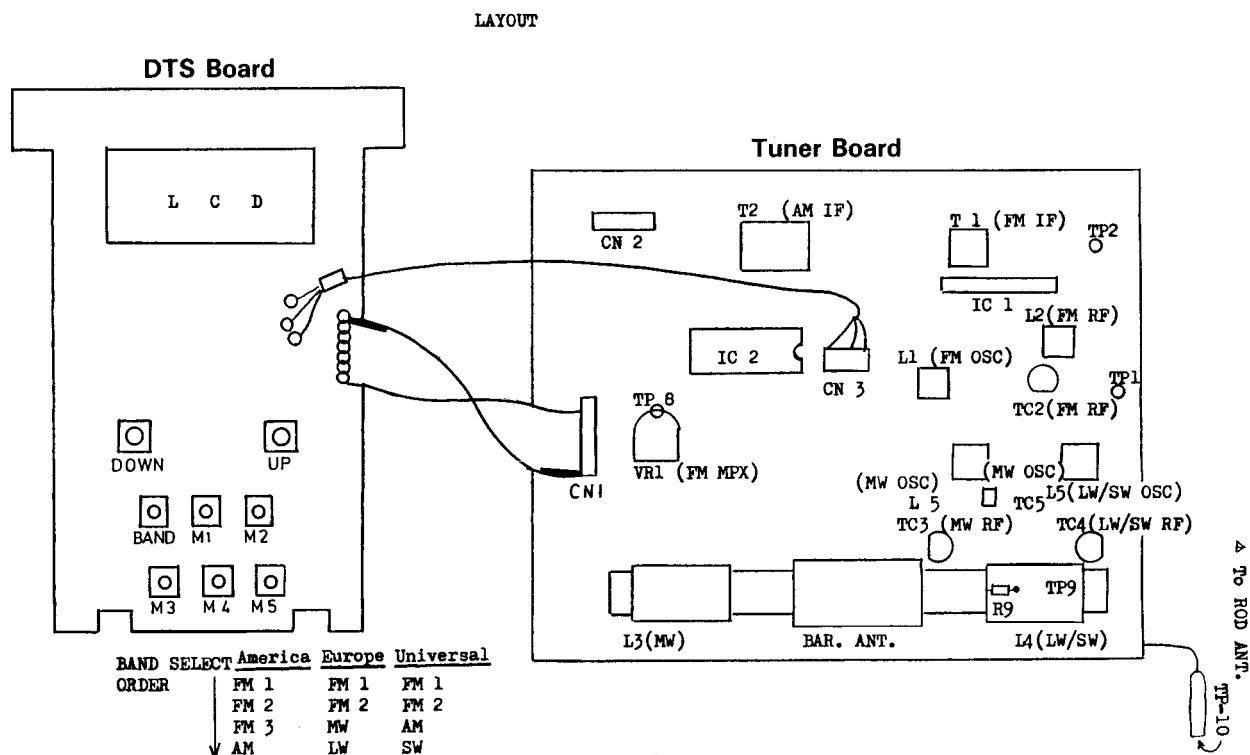 LAYOUT
DTS Board
L C D
DOWN
UP
BAND
M1
M2
M3
M4
M5
Tuner Board
CN 2
T2 (AM IF)
T 1 (FM IF)
TP2
IC 1
L2(FM RF)
IC 2
CN 3
L1 (FM OSC)
TP1
TC2(FM RF)
TP 8
VR1 (FM MPX)
CN1
(MW OSC)
L 5
(MW OSC)
TC5
L5(LW/SW OSC)
TC3 (MW RF)
TC4(LW/SW RF)
TP9
R9
L3(MW)
BAR. ANT.
L4(LW/SW)
To ROD ANT.
TP-10
BAND SELECT America Europe Universal
ORDER FM 1 FM 1 FM 1
FM 2 FM 2 FM 2
FM 3 MW AM
AM LW SW